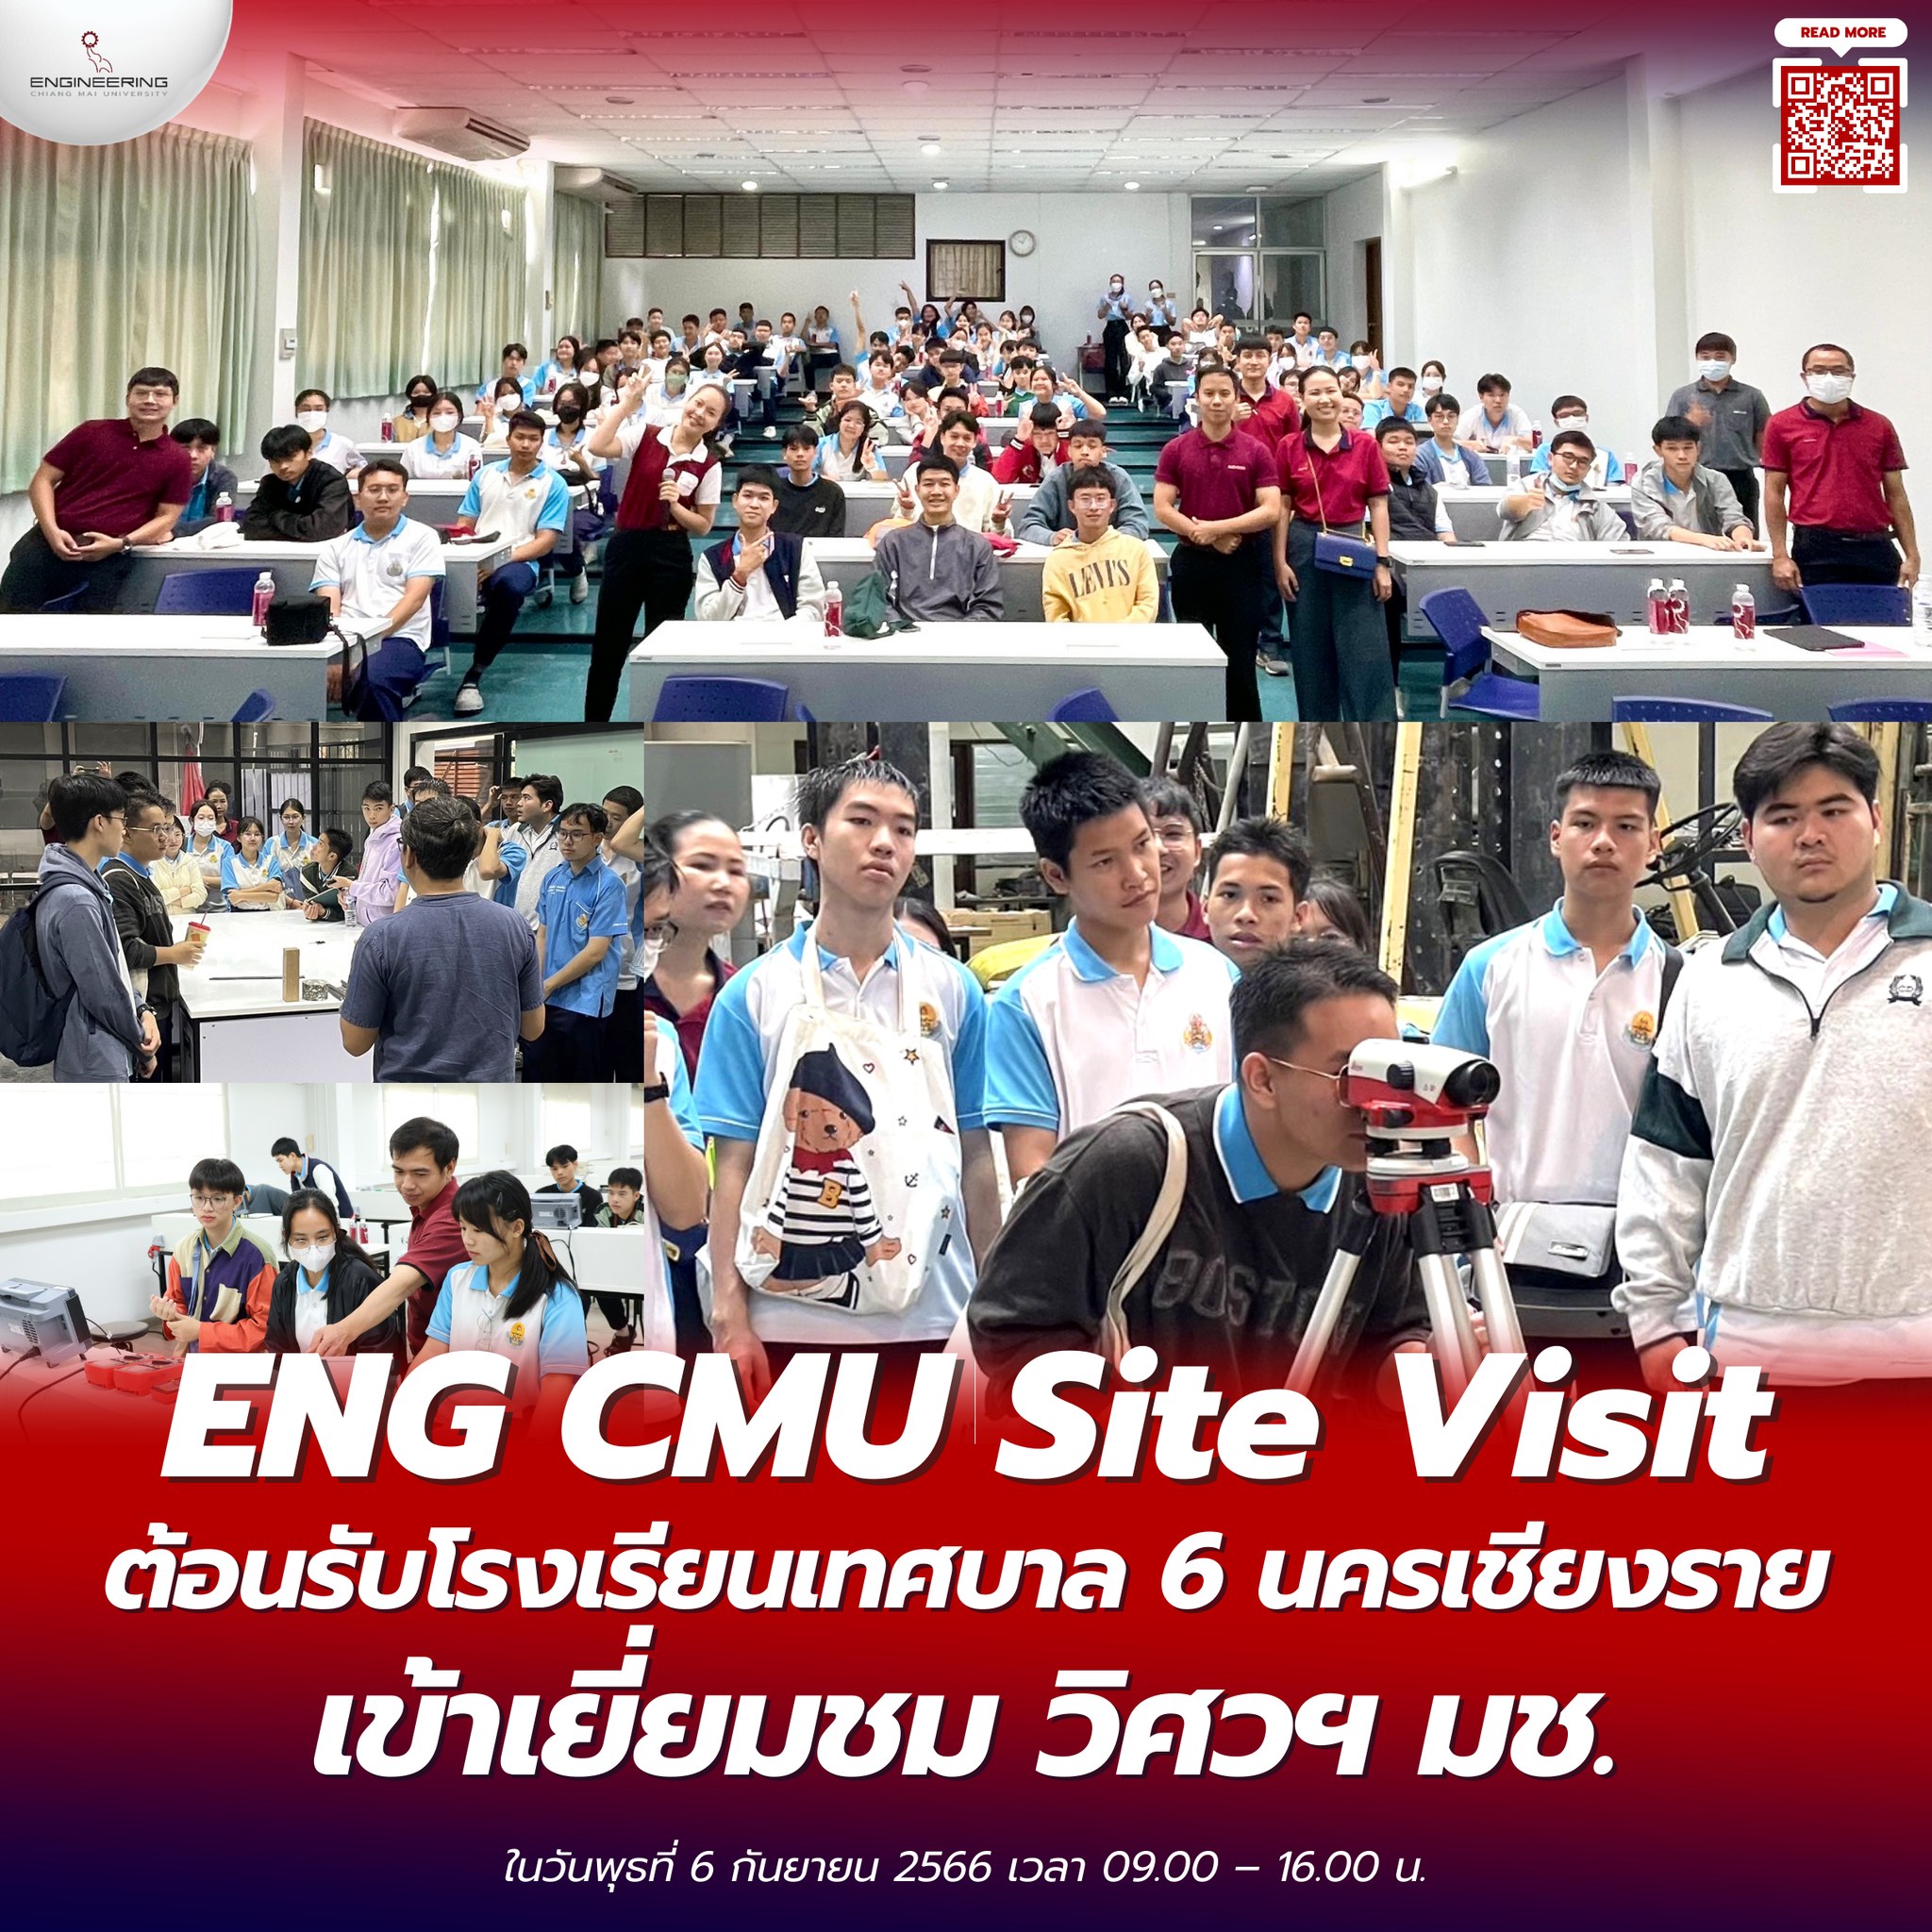 ENGINEERING
CHIANG MAI UNIVERSITY
READ MORE
LEVI'S
B
BOSTON
ENG CMU Site Visit
ต้อนรับโรงเรียนเทศบาล 6 นครเชียงราย
เข้าเยี่ยมชม วิศวฯ มช.
ในวันพุธที่ 6 กันยายน 2566 เวลา 09.00 – 16.00 น.